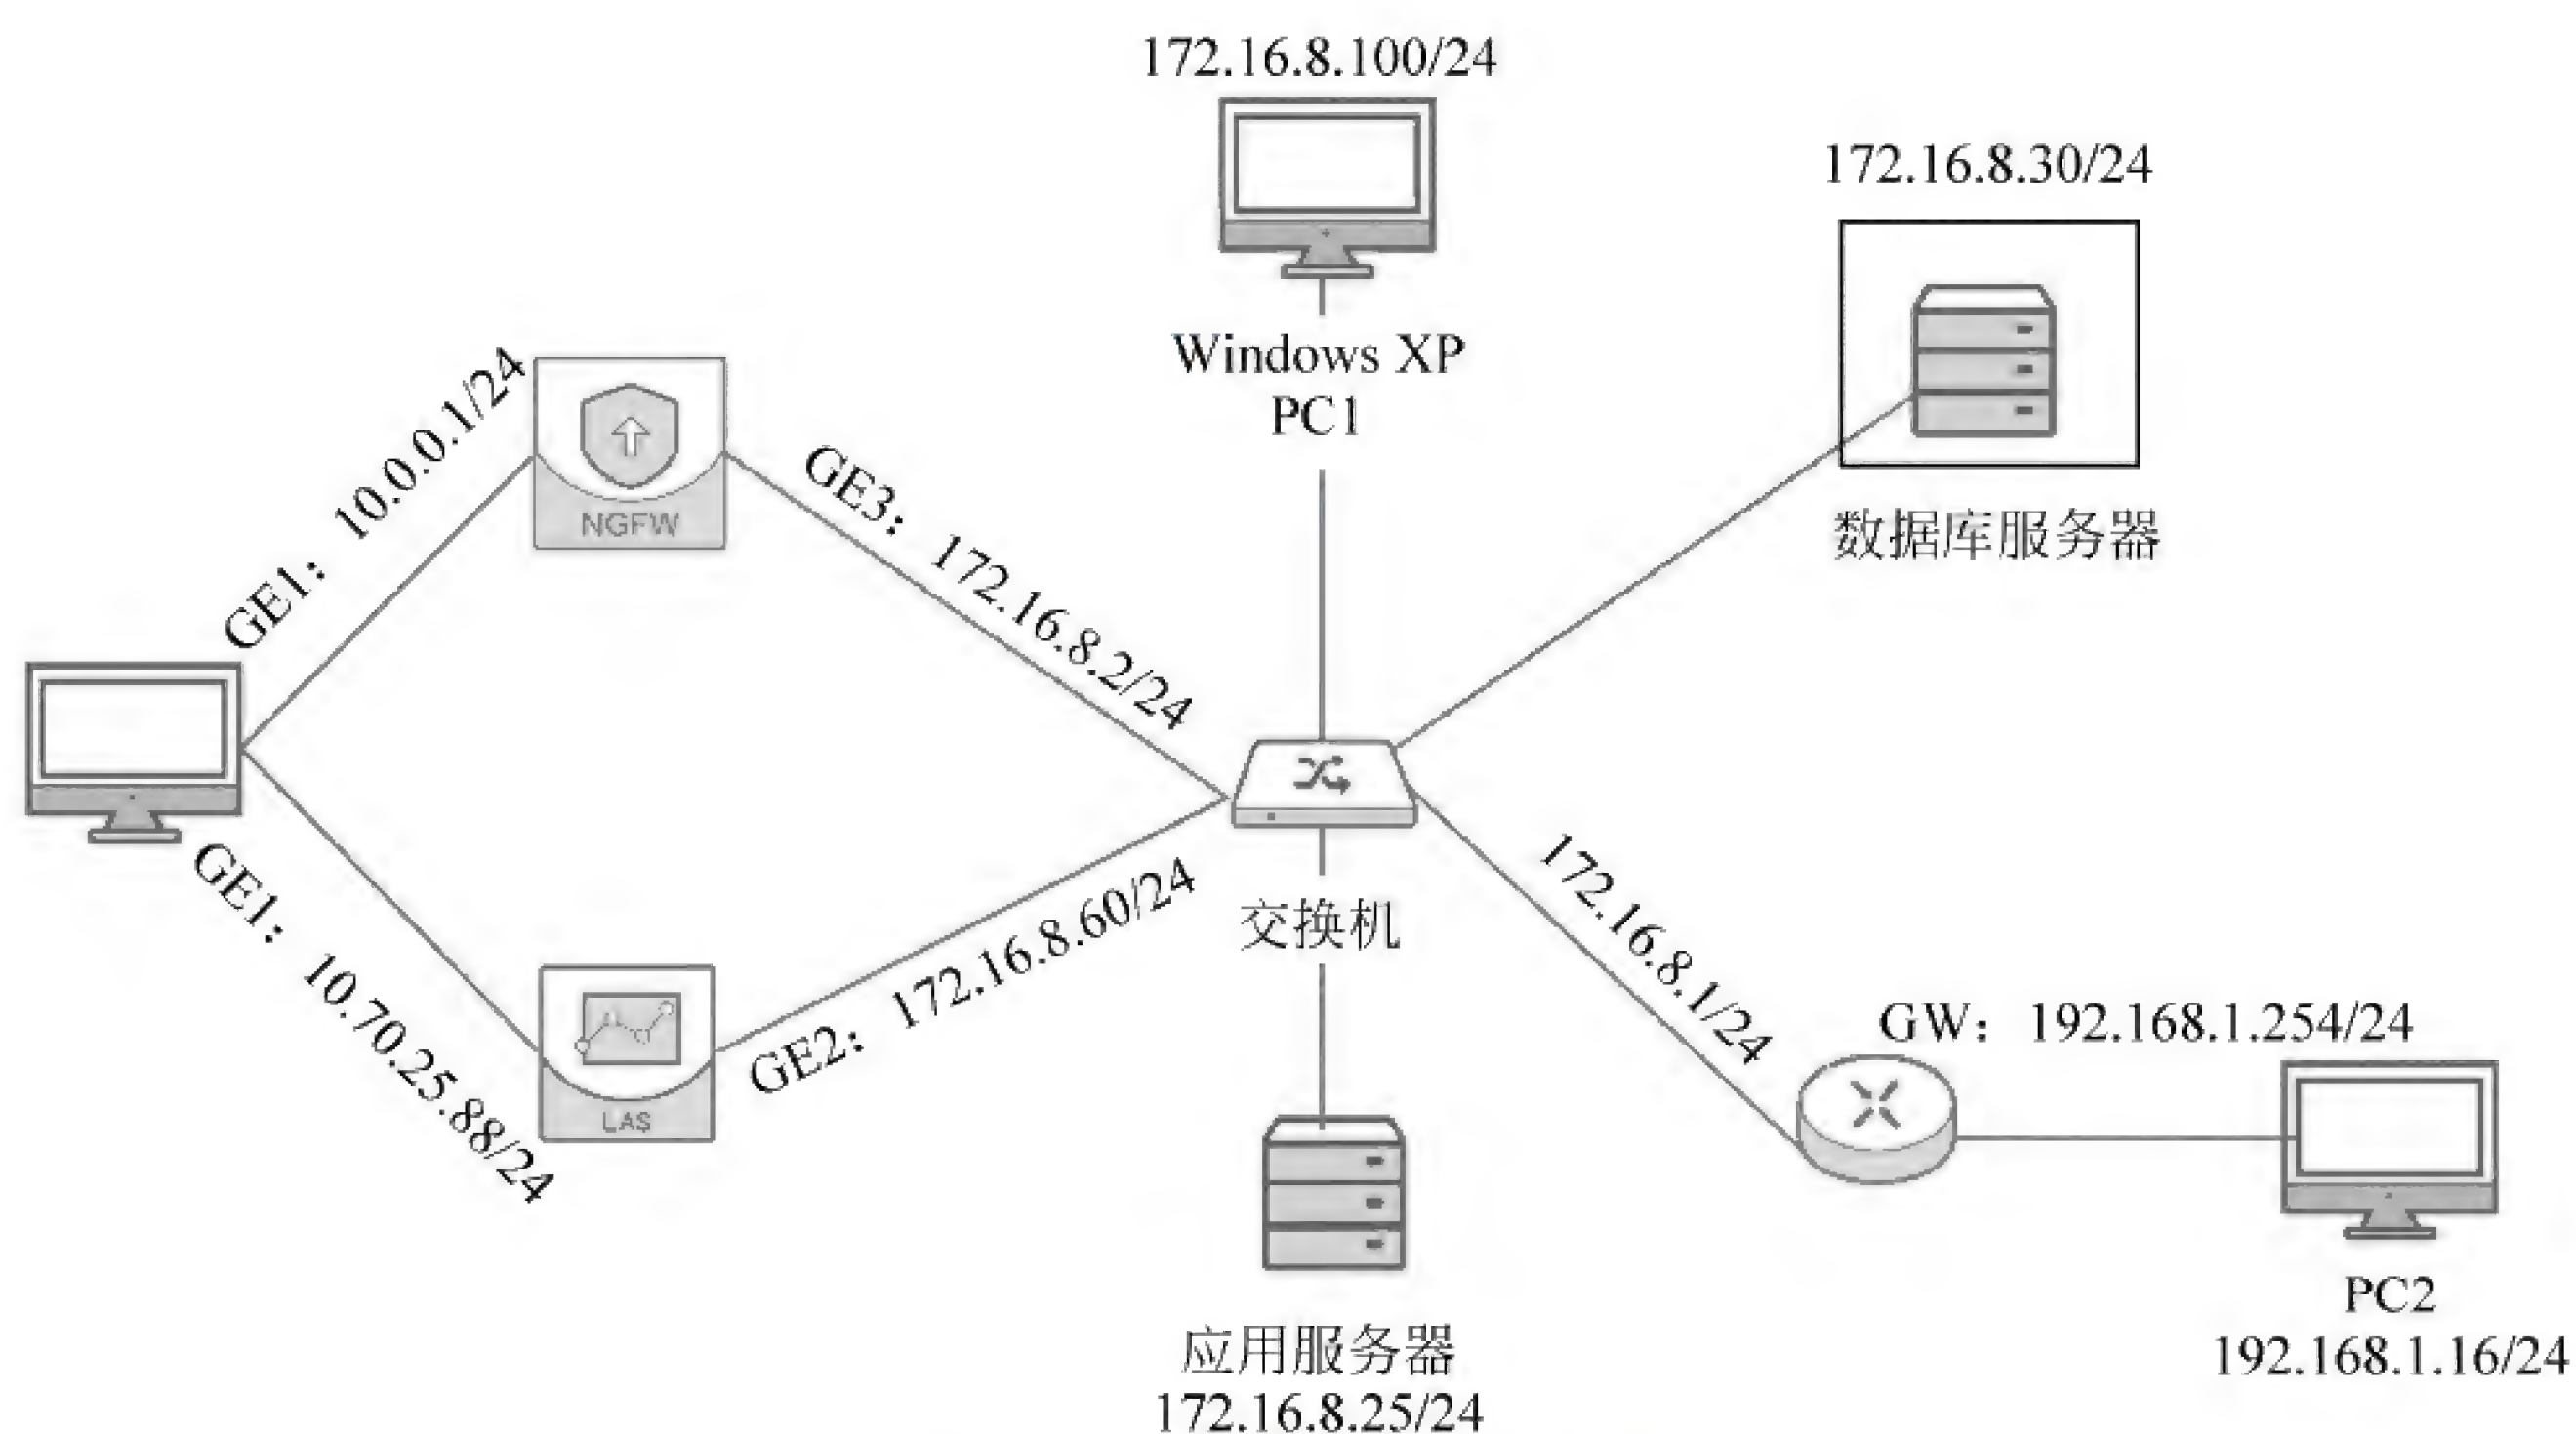 172.16.8.100/24
Windows XP
PC1
172.16.8.30/24
数据库服务器
GE1：10.0.0.1/24
NGFW
GE3：172.16.8.2/24
GE1：10.70.25.88/24
LAS
GE2：172.16.8.60/24
交换机
172.16.8.1/24
GW：192.168.1.254/24
PC2
192.168.1.16/24
应用服务器
172.16.8.25/24